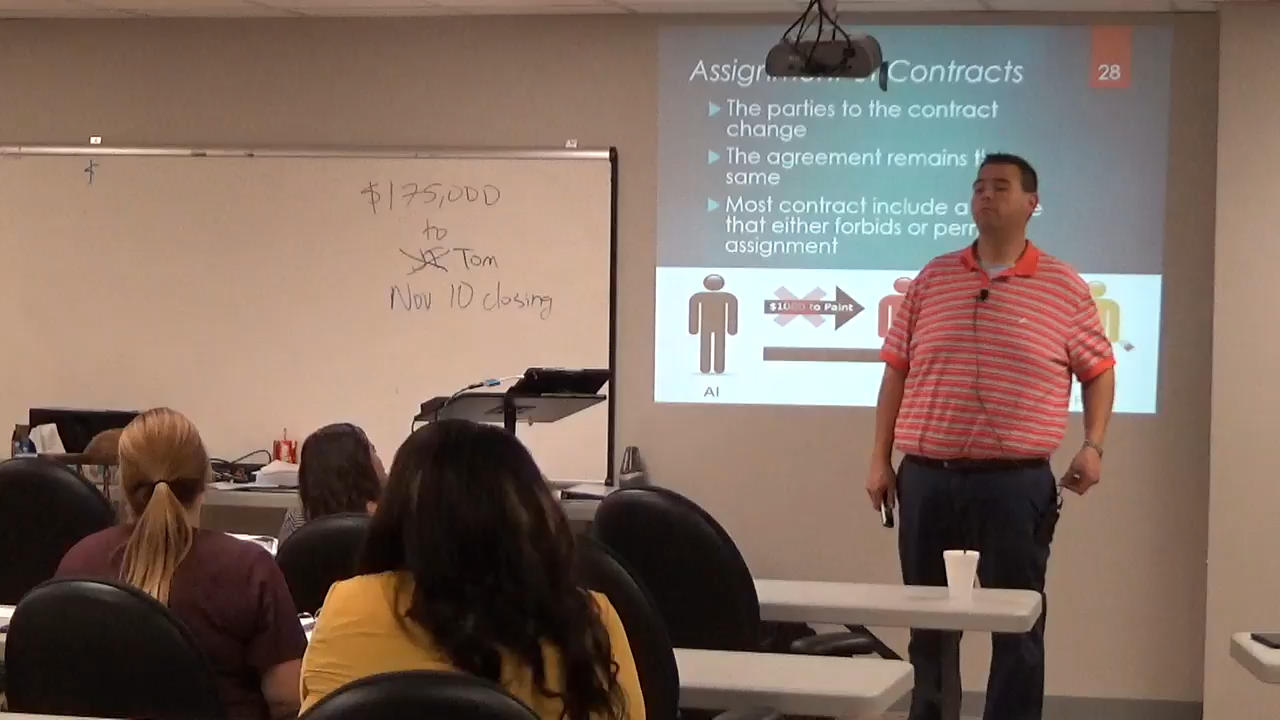 $
$175,000
to
Tom
Nov 10 closing
Contracts
28
The parties to the contract
change
The agreement remains
same
Most contract include a
that either forbids or
assignment
to Paint
Al